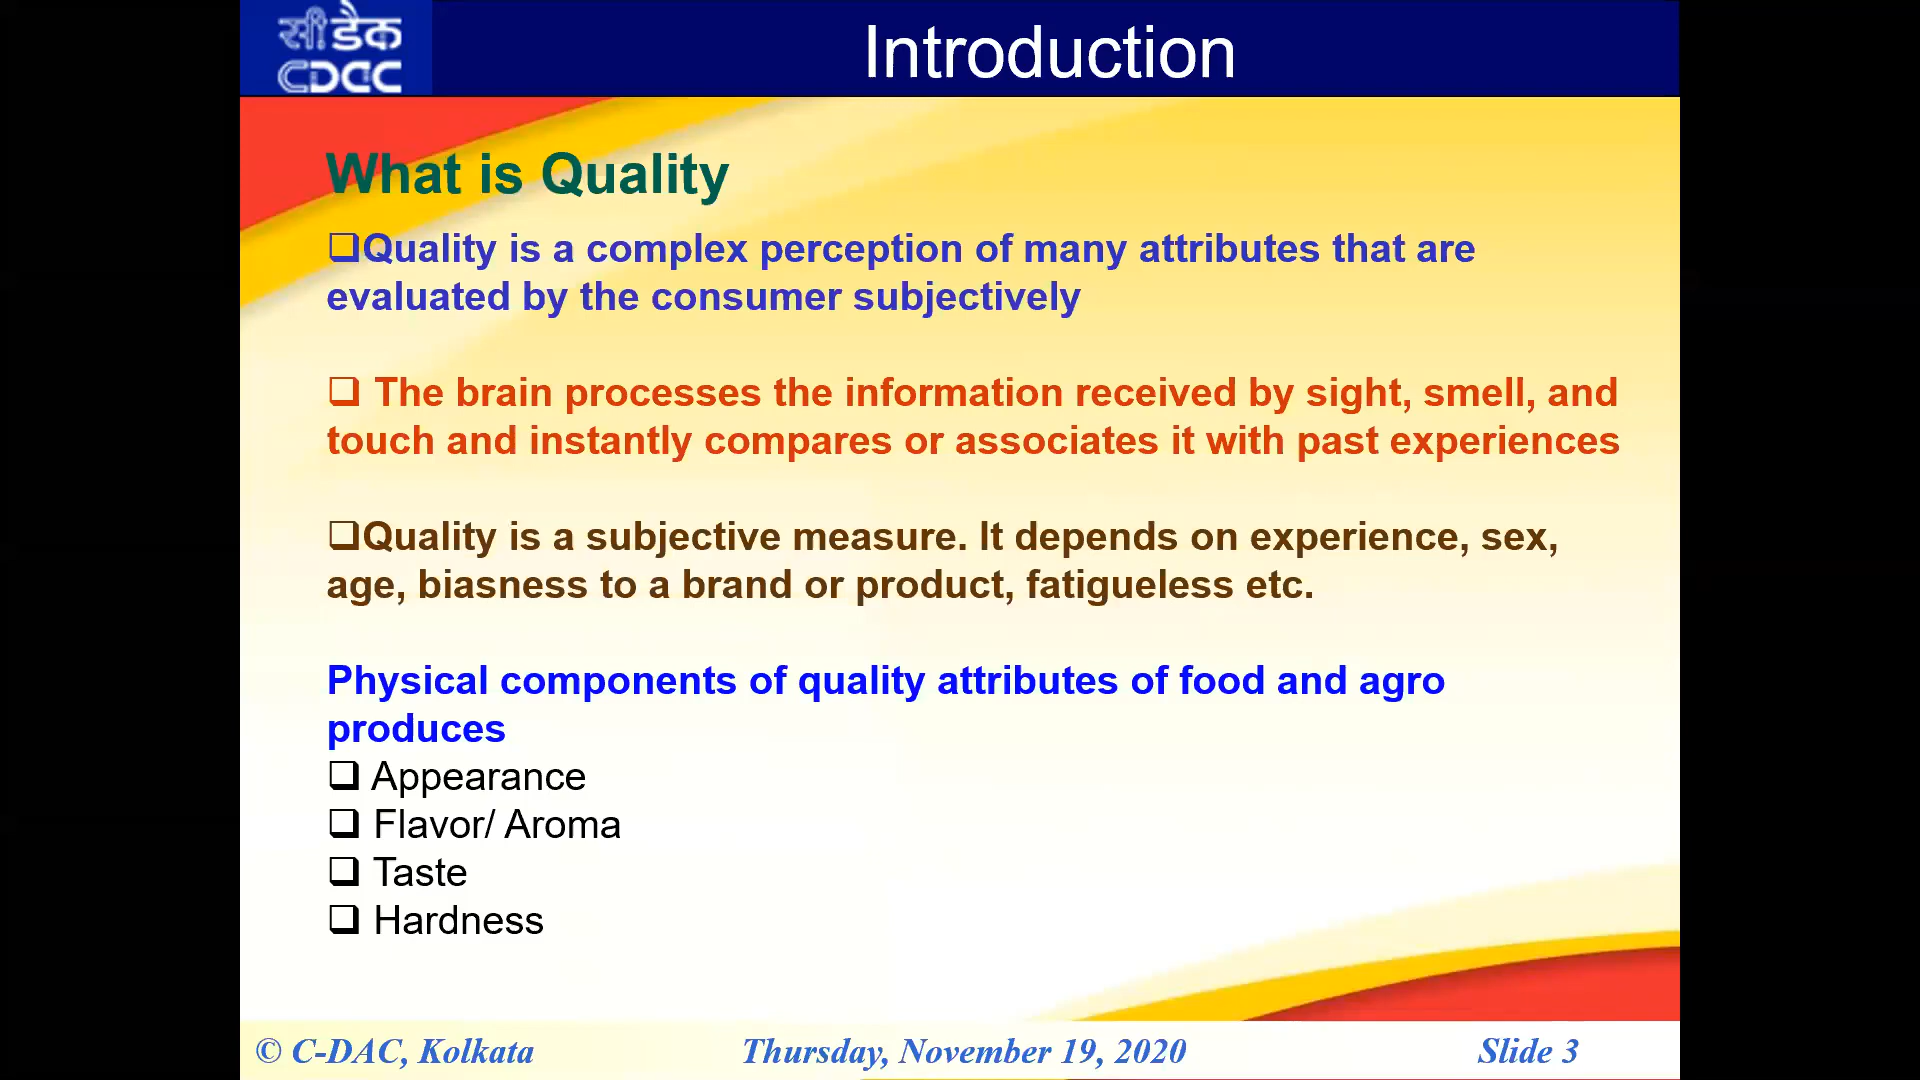 सीडैक
CDAC
Introduction
What is Quality
❑Quality is a complex perception of many attributes that are
evaluated by the consumer subjectively
❑ The brain processes the information received by sight, smell, and
touch and instantly compares or associates it with past experiences
❑Quality is a subjective measure. It depends on experience, sex,
age, biasness to a brand or product, fatigueless etc.
Physical components of quality attributes of food and agro
produces
❑ Appearance
❑ Flavor/ Aroma
❑ Taste
❑ Hardness
© C-DAC, Kolkata
Thursday, November 19, 2020
Slide 3